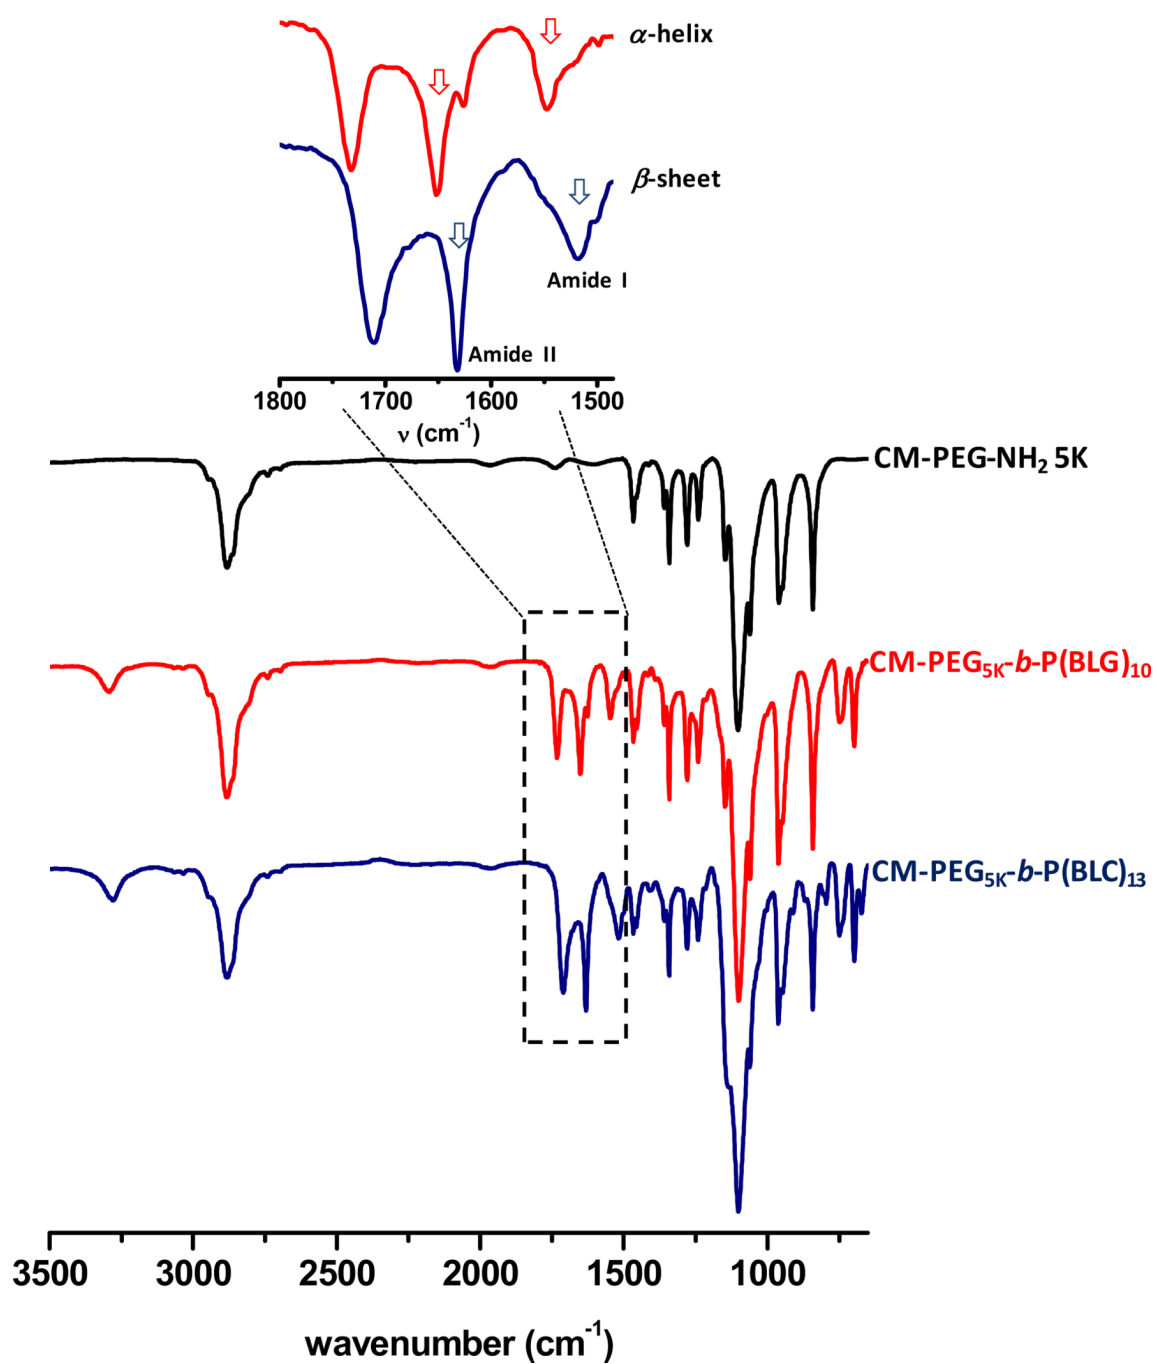 α-helix
β-sheet
Amide I
Amide II
1800 1700 1600 1500
ν (cm⁻¹)
CM-PEG-NH₂ 5K
CM-PEG₅ₖ-b-P(BLG)₁₀
CM-PEG₅ₖ-b-P(BLC)₁₃
3500 3000 2500 2000 1500 1000
wavenumber (cm⁻¹)